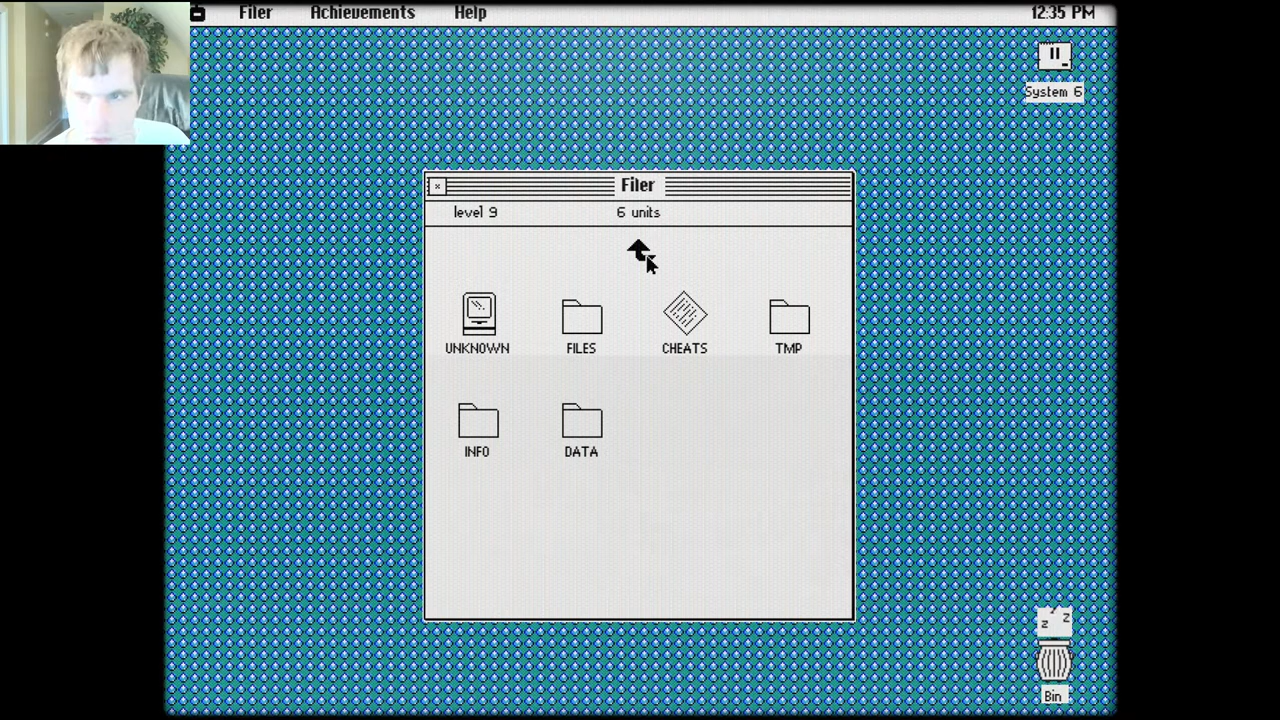 Filer Achievements Help 12:35 PM
System 6
Filer
level 9 6 units
UNKNOWN FILES CHEATS TMP
INFO DATA
z z
Bin